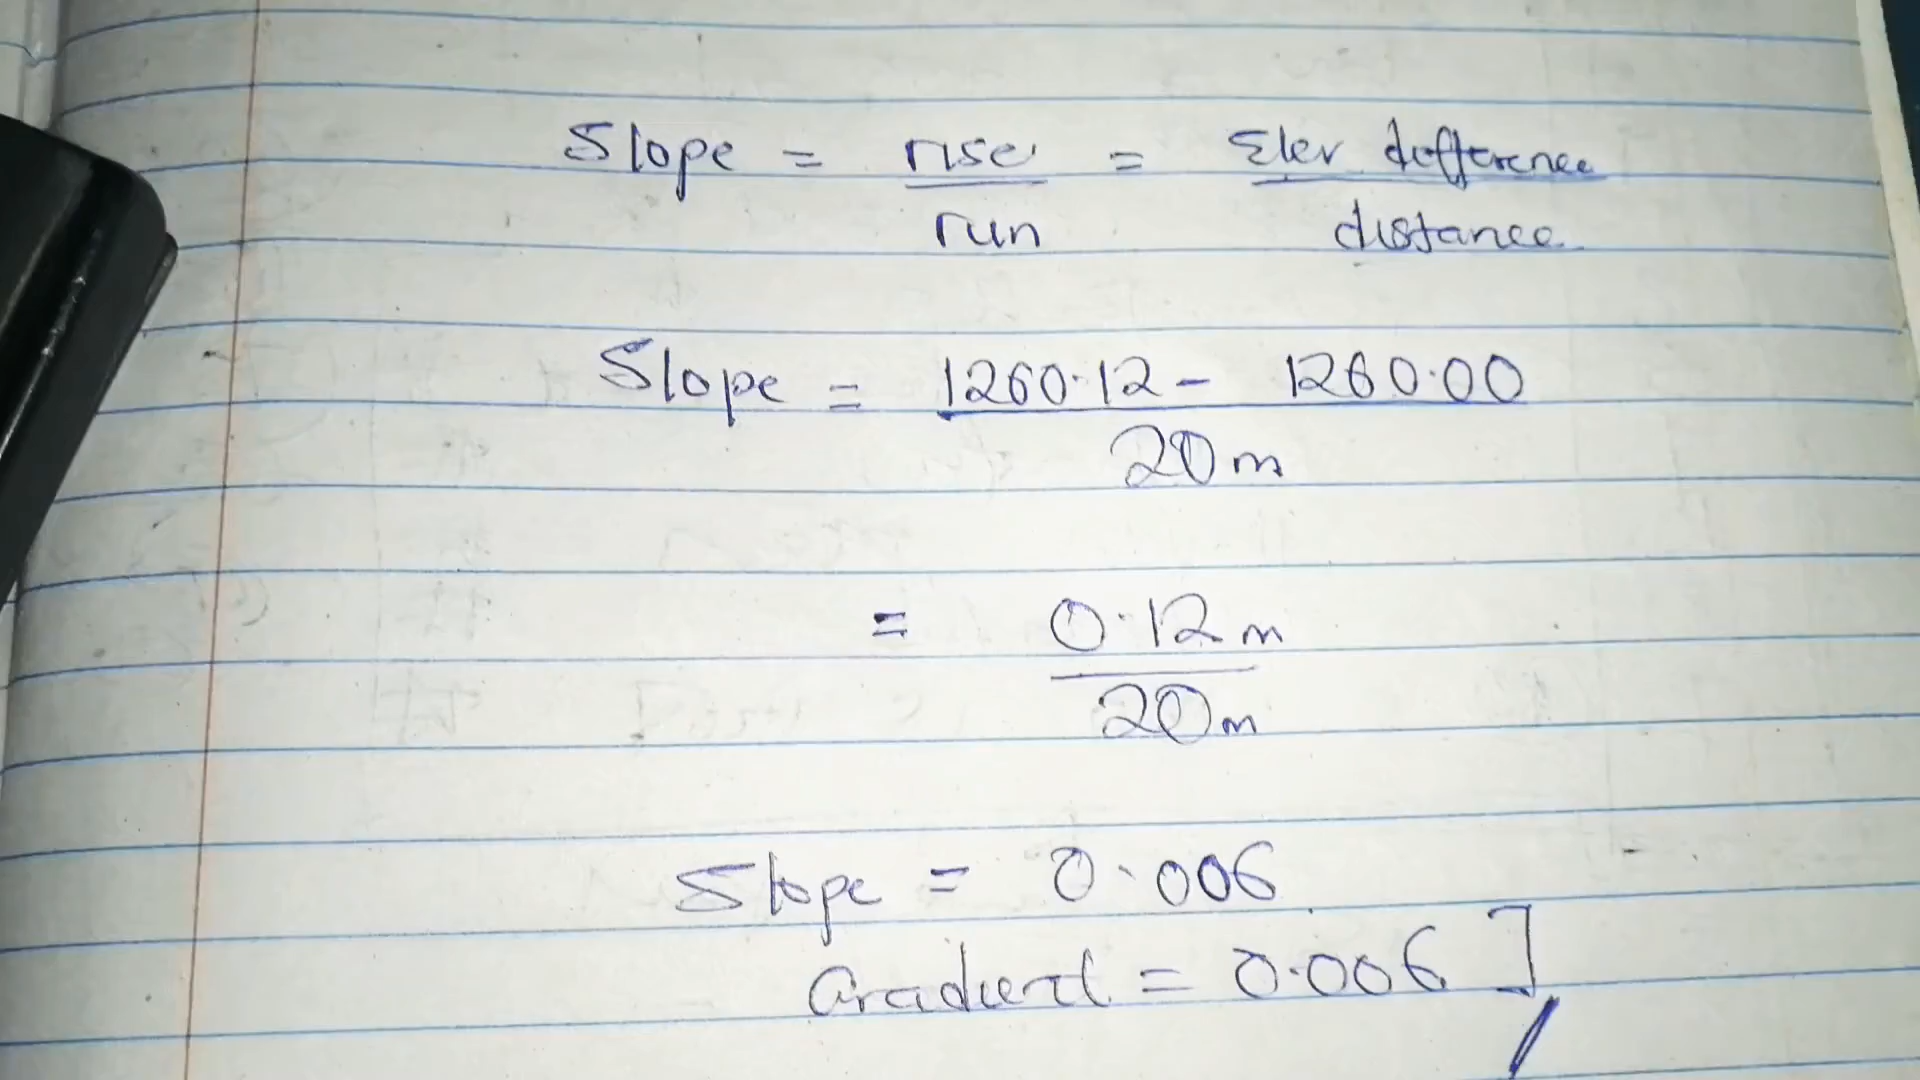 Slope = rise = Elev difference
run distance
Slope = 1260.12 - 1260.00
20m
= 0.12m
20m
Slope = 0.006
Gradient = 0.006 ]